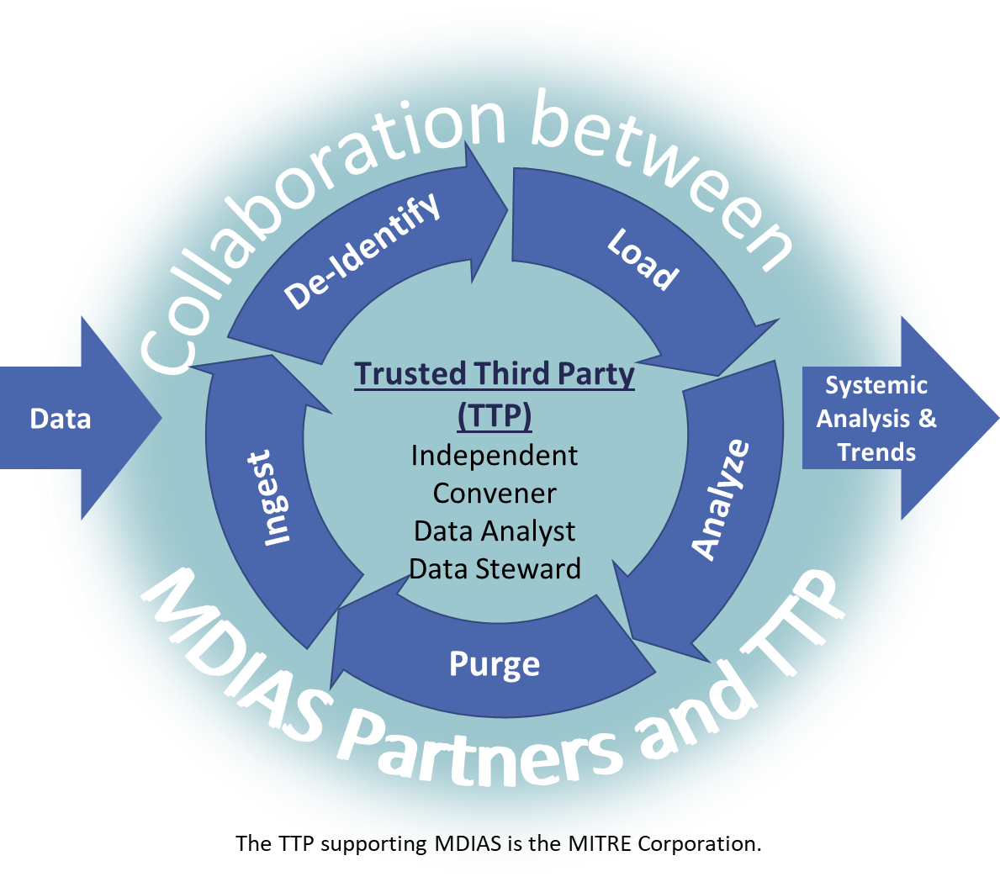 Collaboration between
De-Identify
Load
Data
Ingest
Trusted Third Party
(TTP)
Independent
Convener
Data Analyst
Data Steward
Analyze
Systemic
Analysis &
Trends
Purge
MDIAS Partners and TTP
The TTP supporting MDIAS is the MITRE Corporation.